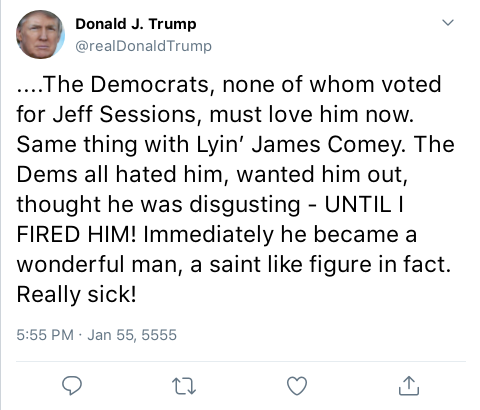 Donald J. Trump
@realDonaldTrump
....The Democrats, none of whom voted
for Jeff Sessions, must love him now.
Same thing with Lyin’ James Comey. The
Dems all hated him, wanted him out,
thought he was disgusting - UNTIL I
FIRED HIM! Immediately he became a
wonderful man, a saint like figure in fact.
Really sick!
5:55 PM · Jan 55, 5555